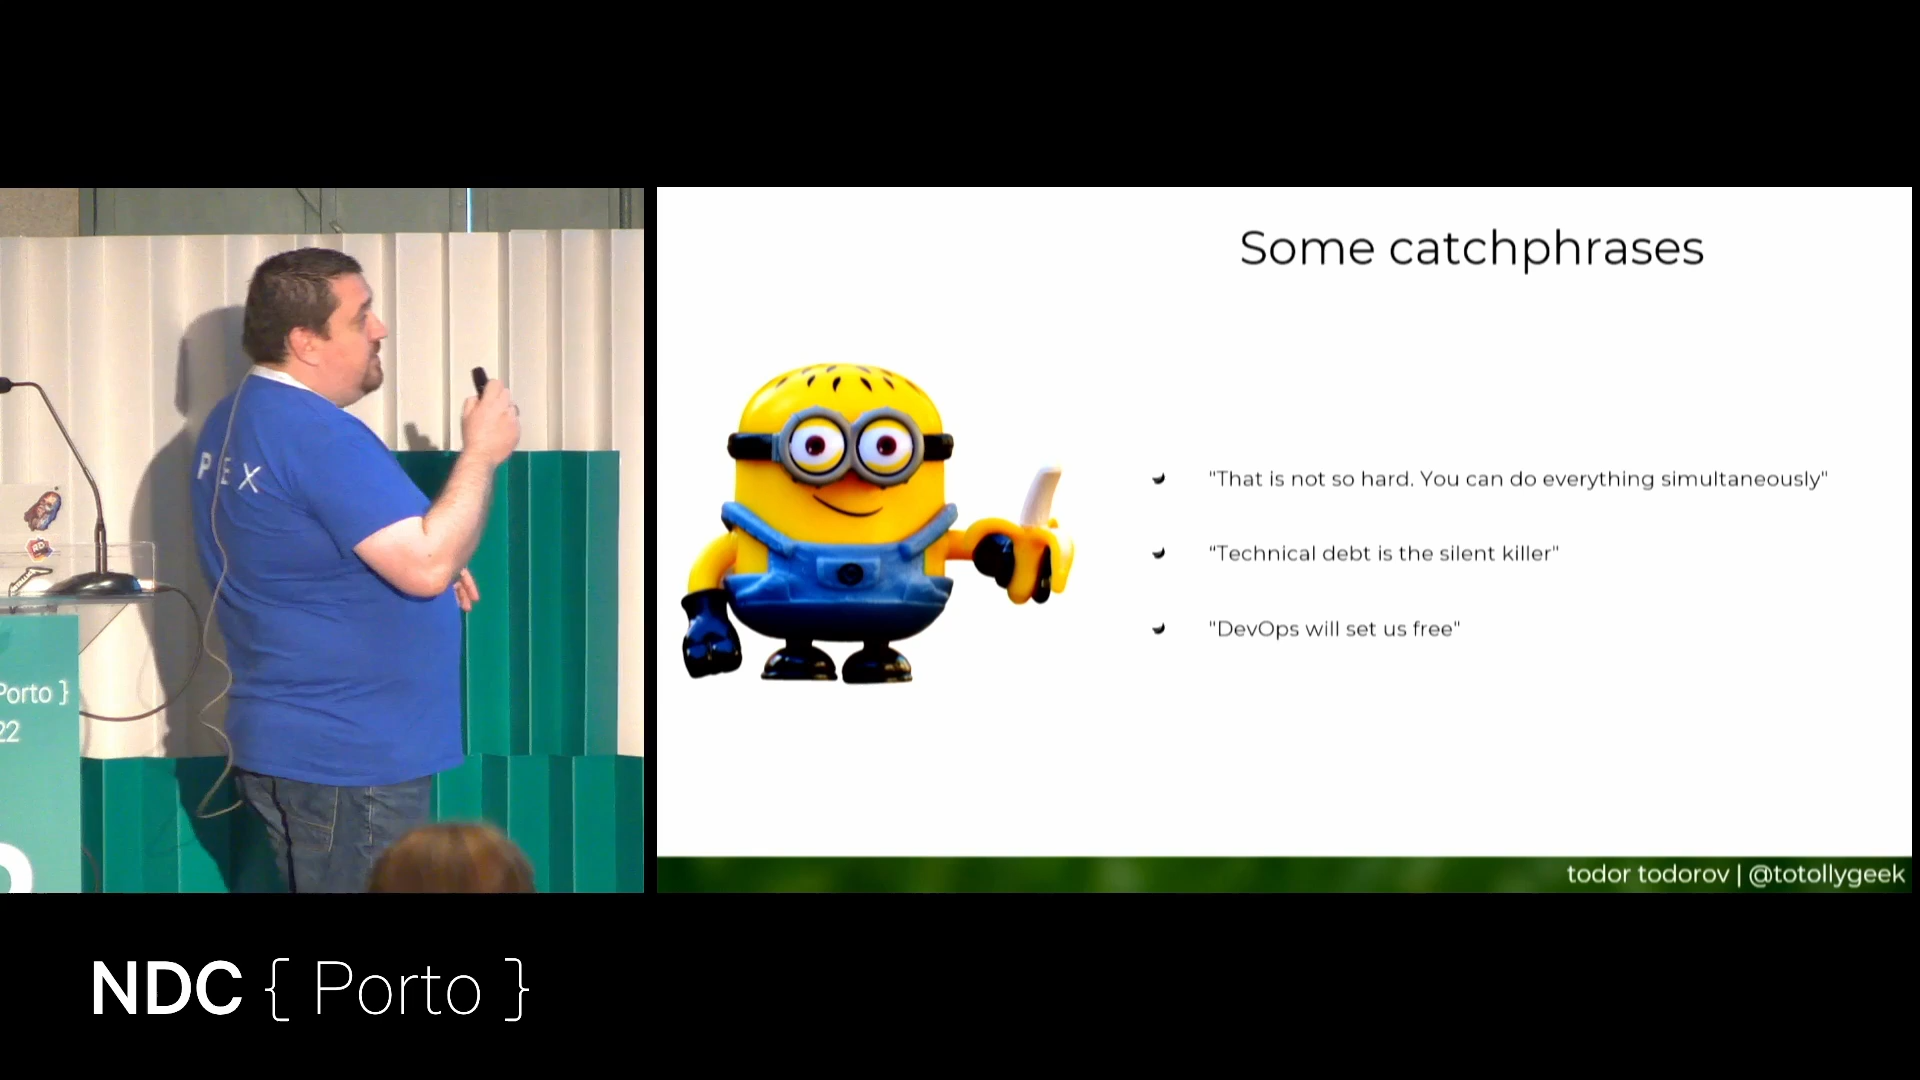 Some catchphrases
"That is not so hard. You can do everything simultaneously"
"Technical debt is the silent killer"
"DevOps will set us free"
todor todorov | @totollygeek
P EX
Porto }
22
NDC { Porto }